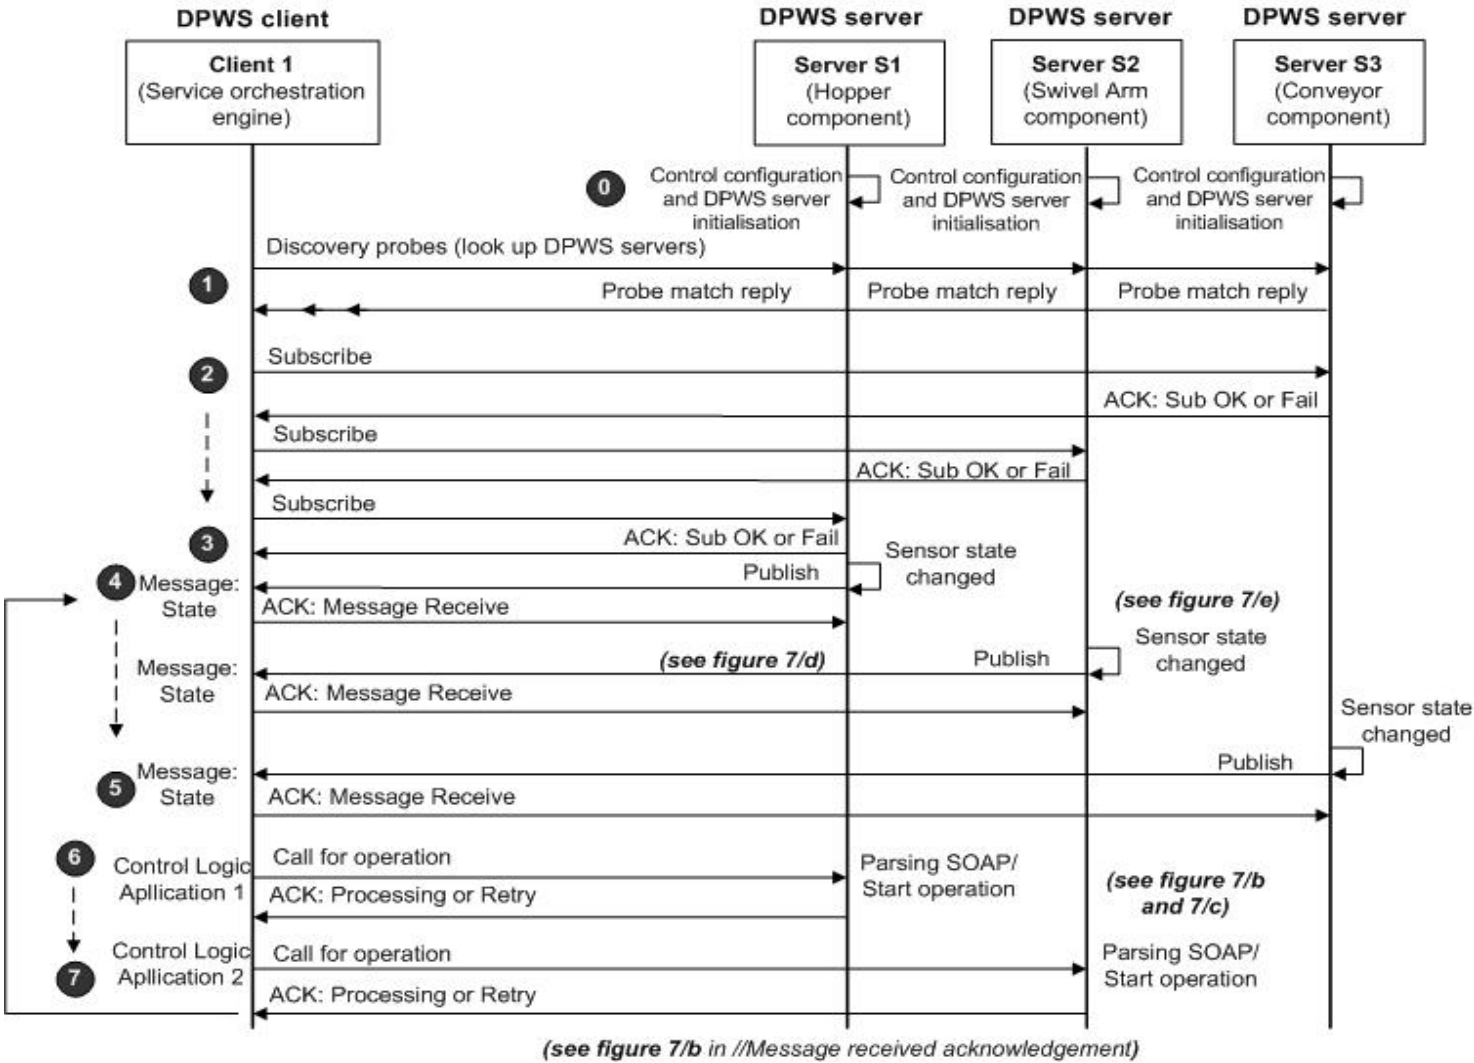 DPWS client
DPWS server
DPWS server
DPWS server
Client 1
(Service orchestration
engine)
Server S1
(Hopper
component)
Server S2
(Swivel Arm
component)
Server S3
(Conveyor
component)
0
Control configuration
and DPWS server
initialisation
Control configuration
and DPWS server
initialisation
Control configuration
and DPWS server
initialisation
Discovery probes (look up DPWS servers)
1
Probe match reply
Probe match reply
Probe match reply
2
Subscribe
ACK: Sub OK or Fail
Subscribe
ACK: Sub OK or Fail
Subscribe
3
ACK: Sub OK or Fail
Sensor state
changed
4
Message:
State
Publish
ACK: Message Receive
(see figure 7/e)
Sensor state
changed
Message:
State
(see figure 7/d)
Publish
ACK: Message Receive
Sensor state
changed
5
Message:
State
Publish
ACK: Message Receive
6
Control Logic
Apllication 1
Call for operation
Parsing SOAP/
Start operation
ACK: Processing or Retry
(see figure 7/b
and 7/c)
7
Control Logic
Apllication 2
Call for operation
Parsing SOAP/
Start operation
ACK: Processing or Retry
(see figure 7/b in //Message received acknowledgement)